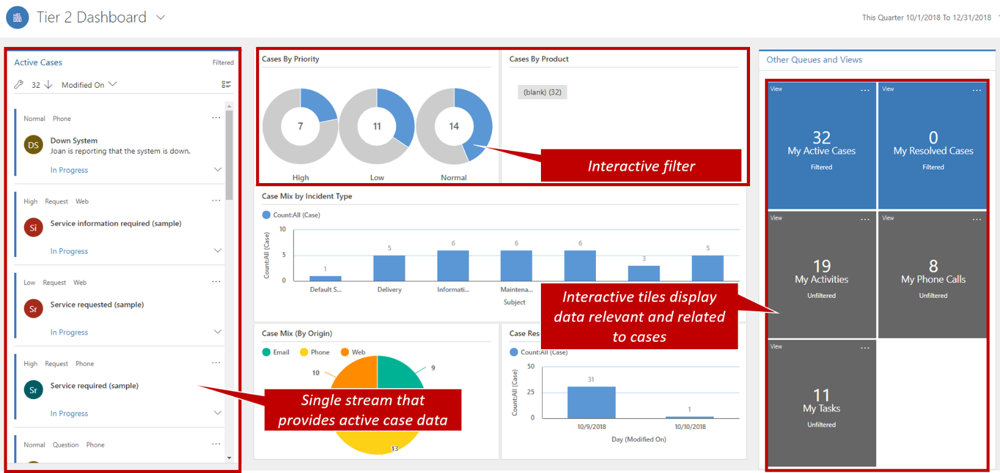 Tier 2 Dashboard
This Quarter 10/1/2018 To 12/31/2018
Active Cases
Filtered
32 Modified On
Normal Phone
DS
Down System
Joan is reporting that the system is down.
In Progress
High Request Web
Si
Service information required (sample)
In Progress
Low Request Web
Sr
Service requested (sample)
In Progress
High Request Phone
Sr
Service required (sample)
In Progress
Normal Question Phone
Single stream that
provides active case data
Cases By Priority
7
11
14
High
Low
Normal
Cases By Product
(blank) (32)
Interactive filter
Case Mix by Incident Type
Count:All (Case)
Count:All (Case)
10
5
0
1
5
6
6
6
3
5
Default S...
Delivery
Informati...
Maintena...
Subject
Interactive tiles display
data relevant and related
to cases
Case Mix (By Origin)
Email
Phone
Web
10
9
13
Case Res
Count:All (Case)
Count:All (Case)
50
25
0
31
1
10/9/2018
10/10/2018
Day (Modified On)
Other Queues and Views
View ...
32
My Active Cases
Filtered
View ...
0
My Resolved Cases
Filtered
View ...
19
My Activities
Unfiltered
View ...
8
My Phone Calls
Unfiltered
View ...
11
My Tasks
Unfiltered